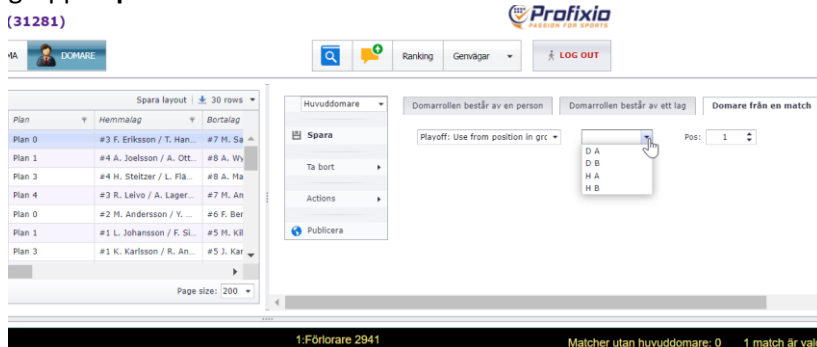 (31281)
Profixio
PASSION FOR SPORTS
MA DOMARE Ranking Genvägar LOG OUT
Spara layout | 30 rows
Plan Hemmalag Bortalag
Plan 0 #3 F. Eriksson / T. Han... #7 M. Sa
Plan 1 #4 A. Joelsson / A. Ott... #8 A. Wy
Plan 3 #4 H. Steltzer / L. Fla... #8 A. Ma
Plan 4 #3 R. Leivo / A. Lager... #7 M. An
Plan 0 #2 M. Andersson / Y. ... #6 F. Ber
Plan 1 #1 L. Johansson / F. Si... #5 M. Kil
Plan 3 #1 K. Karlsson / R. An... #5 J. Kar
Page size: 200
Huvuddomare
Spara
Ta bort
Actions
Publicera
Domarrollen består av en person Domarrollen består av ett lag Domare från en match
Playoff: Use from position in grc Pos: 1
D A
D B
H A
H B
1:Förlorare 2941 Matcher utan huvuddomare: 0 1 match är val